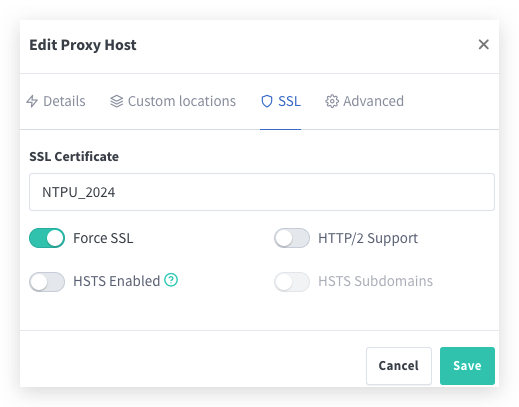 Edit Proxy Host
Details Custom locations SSL Advanced
SSL Certificate
NTPU_2024
Force SSL HTTP/2 Support
HSTS Enabled HSTS Subdomains
Cancel Save